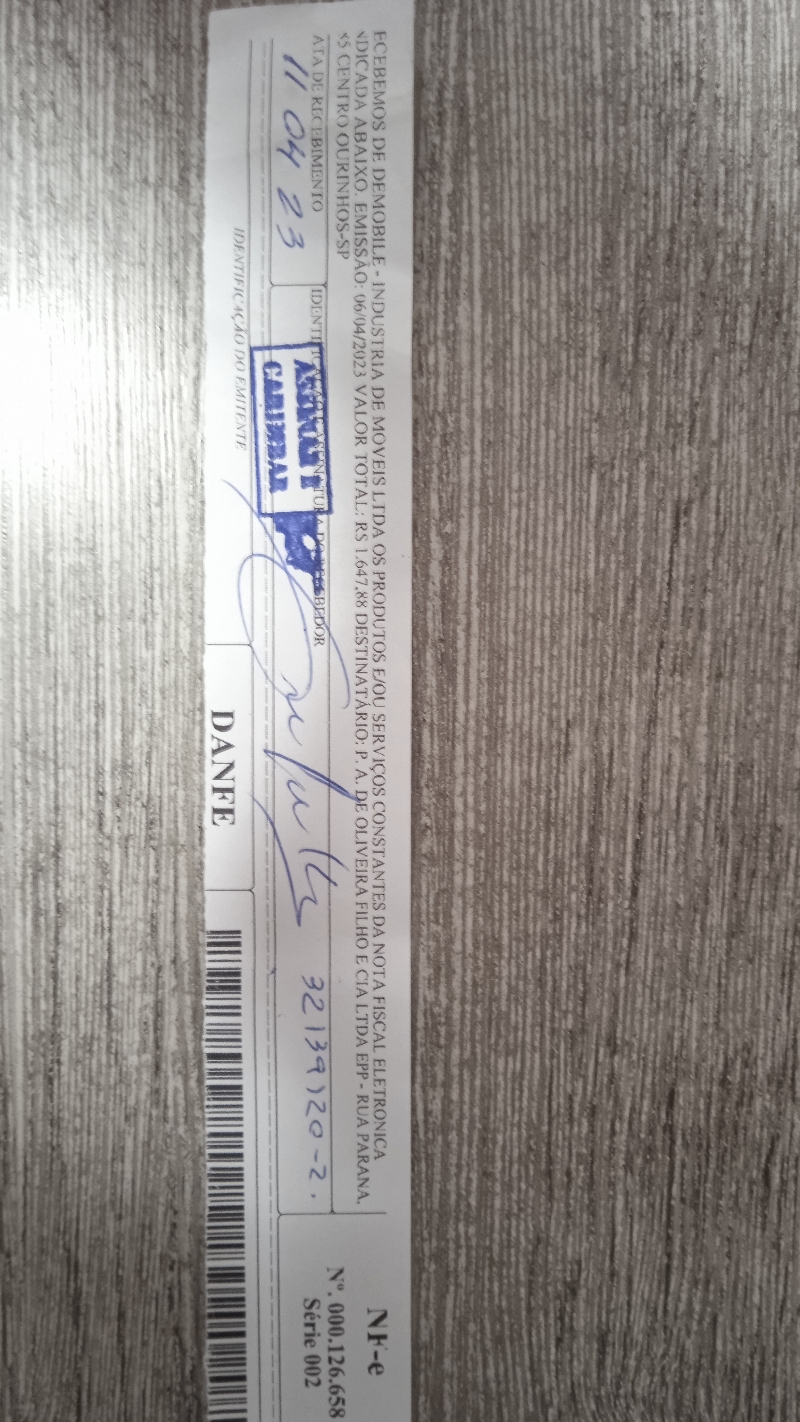 ECEBEMOS DE DEMOBILE - INDUSTRIA DE MOVEIS LTDA OS PRODUTOS E/OU SERVIÇOS CONSTANTES DA NOTA FISCAL ELETRONICA
NDICADA ABAIXO. EMISSÃO: 06/04/2023 VALOR TOTAL: R$ 1.647,88 DESTINATÁRIO: P. A. DE OLIVEIRA FILHO E CIA LTDA EPP - RUA PARANA,
CENTRO OURINHOS-SP
ATA DE RECEBIMENTO
11 04 23
RECEBEDOR
32139120-2.
NF-e
Nº. 000.126.658
Série 002
IDENTIFICAÇÃO DO EMITENTE
DANFE